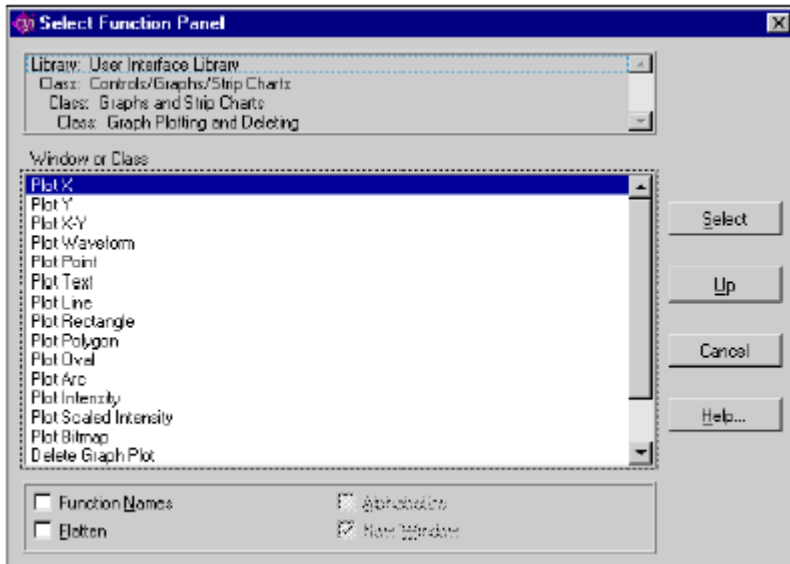 Select Function Panel
Library: User Interface Library
Class: Controls/Graphs/Strip Charts
Class: Graphs and Strip Charts
Class: Graph Plotting and Deleting
Window or Class
Plot X
Plot Y
Plot X-Y
Plot Waveform
Plot Point
Plot Text
Plot Line
Plot Rectangle
Plot Polygon
Plot Oval
Plot Arc
Plot Intensity
Plot Scaled Intensity
Plot Bitmap
Delete Graph Plot
Select
Up
Cancel
Help...
Function Names
Alphabetize
Flatten
New Window